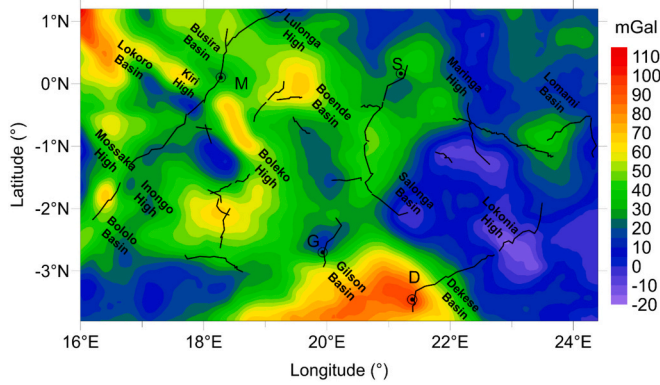 mGal
1°N
0°N
-1°N
-2°N
-3°N
Latitude (°)
16°E
18°E
20°E
22°E
24°E
Longitude (°)
110
100
90
80
70
60
50
40
30
20
10
0
-10
-20
Lokoro
Basin
Busira
Basin
Lulonga
High
Kiri
High
M
S
Boende
Basin
Maringa
High
Lomami
Basin
Mossaka
High
Inongo
High
Boleko
High
Salonga
Basin
Lokonia
High
Bololo
Basin
G
Gilson
Basin
D
Dekese
Basin